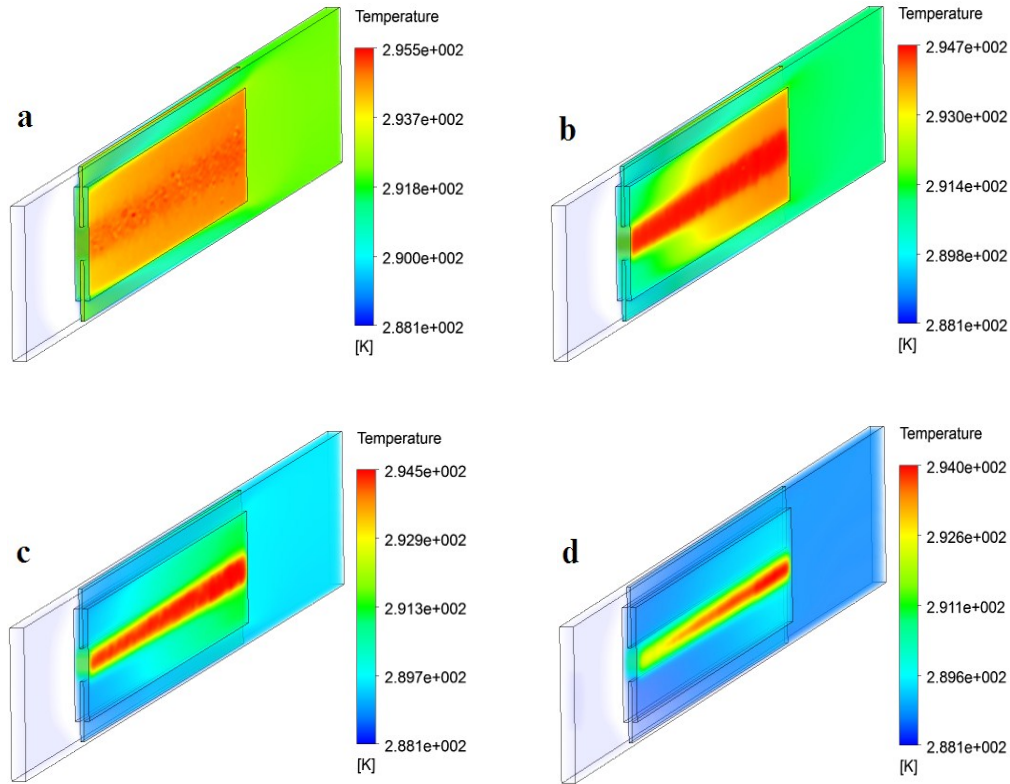 Temperature
2.955e+002
a
2.937e+002
2.918e+002
2.900e+002
2.881e+002
[K]
Temperature
2.947e+002
b
2.930e+002
2.914e+002
2.898e+002
2.881e+002
[K]
Temperature
2.945e+002
c
2.929e+002
2.913e+002
2.897e+002
2.881e+002
[K]
Temperature
2.940e+002
d
2.926e+002
2.911e+002
2.896e+002
2.881e+002
[K]